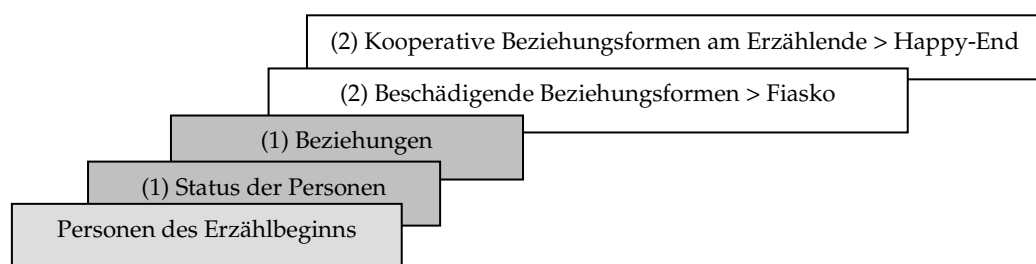 (2) Kooperative Beziehungsformen am Erzählende > Happy-End
(2) Beschädigende Beziehungsformen > Fiasko
(1) Beziehungen
(1) Status der Personen
Personen des Erzählbeginns